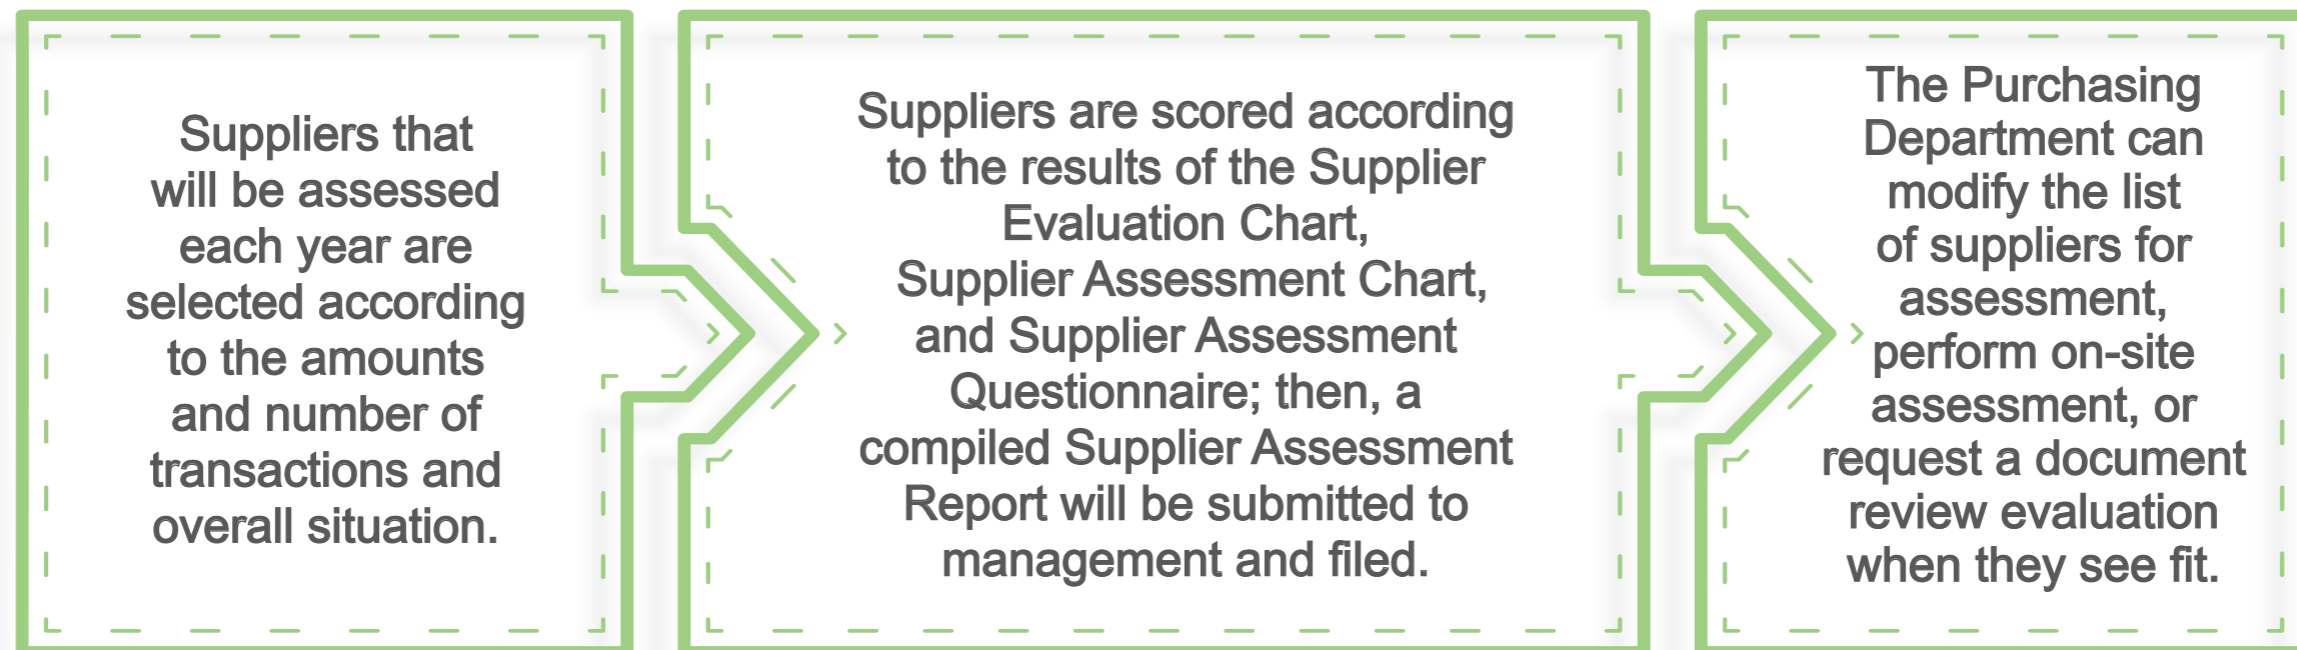 Suppliers that
will be assessed
each year are
selected according
to the amounts
and number of
transactions and
overall situation.
Suppliers are scored according
to the results of the Supplier
Evaluation Chart,
Supplier Assessment Chart,
and Supplier Assessment
Questionnaire; then, a
compiled Supplier Assessment
Report will be submitted to
management and filed.
The Purchasing
Department can
modify the list
of suppliers for
assessment,
perform on-site
assessment, or
request a document
review evaluation
when they see fit.